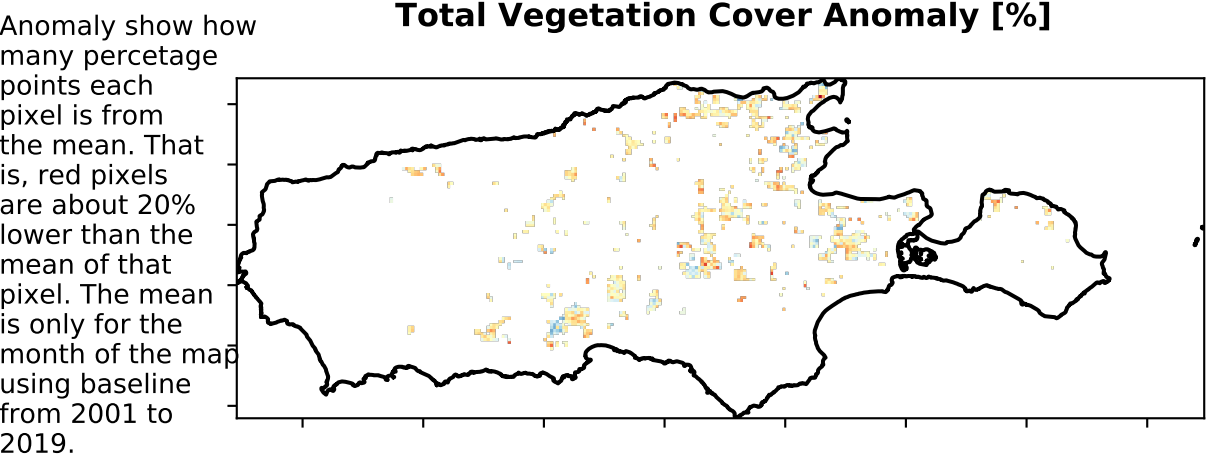 Total Vegetation Cover Anomaly [%]
Anomaly show how
many percetage
points each
pixel is from
the mean. That
is, red pixels
are about 20%
lower than the
mean of that
pixel. The mean
is only for the
month of the map
using baseline
from 2001 to
2019.